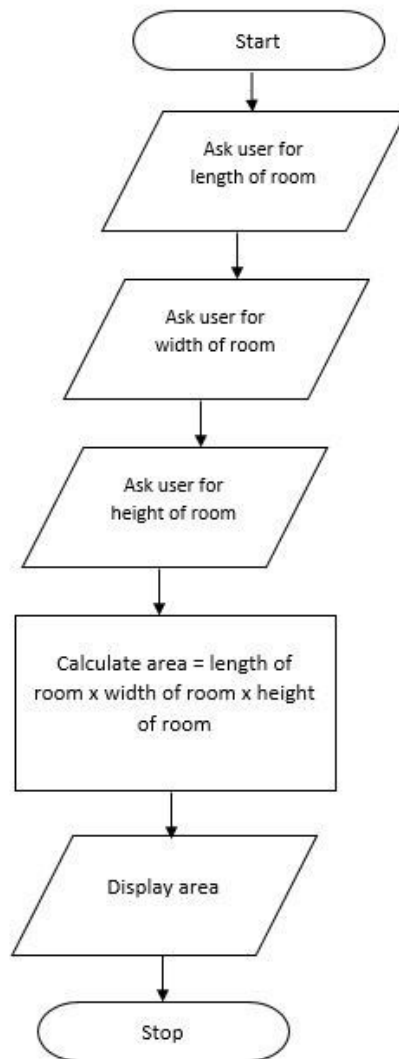 Start
Ask user for
length of room
Ask user for
width of room
Ask user for
height of room
Calculate area = length of
room x width of room x height
of room
Display area
Stop